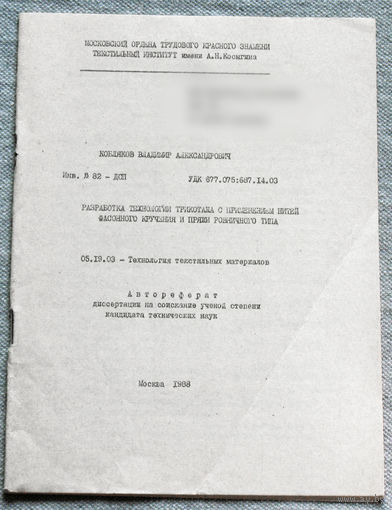 МОСКОВСКИЙ ОРДЕНА ТРУДОВОГО КРАСНОГО ЗНАМЕНИ
ТЕКСТИЛЬНЫЙ ИНСТИТУТ имени А.Н.Косыгина
КОБЛЯКОВ ВЛАДИМИР АЛЕКСАНДРОВИЧ
Инв. № 82 - ДСП УДК 677.075:687.14.03
РАЗРАБОТКА ТЕХНОЛОГИИ ТРИКОТАЖА С ПРИМЕНЕНИЕМ НИТЕЙ
ФАСОННОГО КРУЧЕНИЯ И ПРЯЖИ РОВНИЧНОГО ТИПА
05.19.03 - Технология текстильных материалов
Автореферат
диссертации на соискание ученой степени
кандидата технических наук
Москва 1988